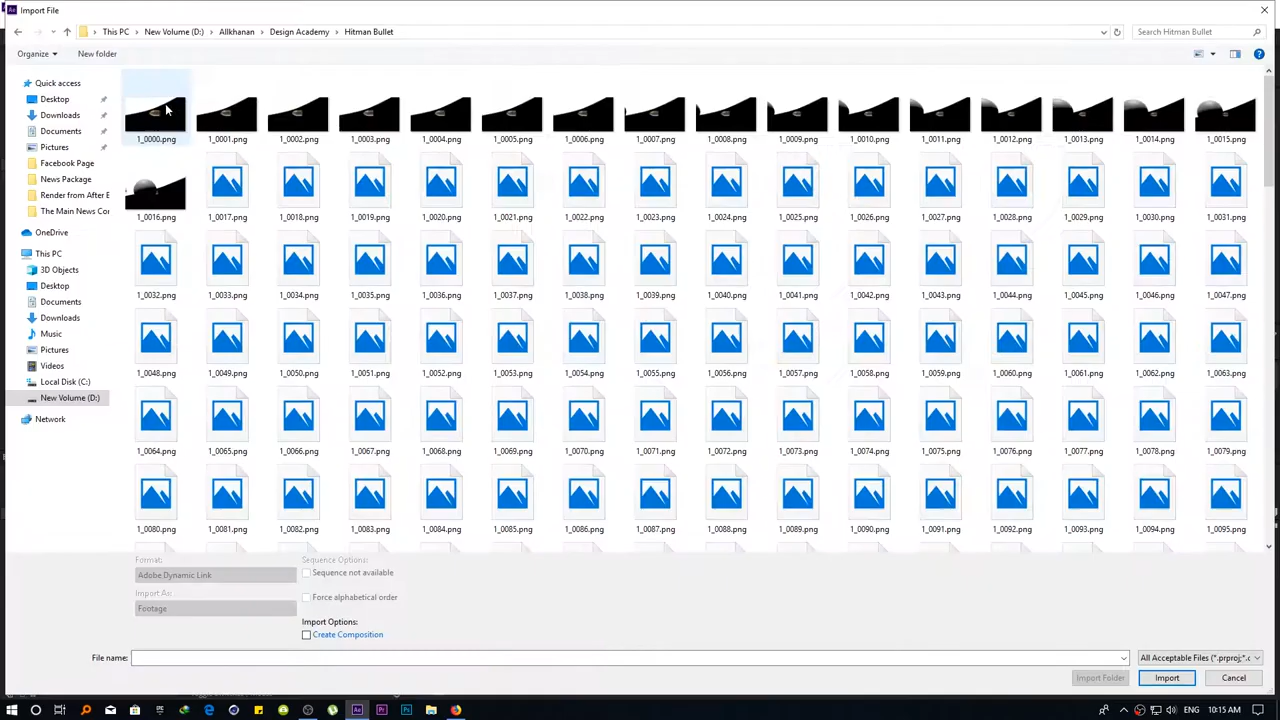 Import File
This PC > New Volume (D:) > Allkhanan > Design Academy > Hitman Bullet
Search Hitman Bullet
Organize
New folder
Quick access
Desktop
Downloads
Documents
Pictures
Facebook Page
News Package
Render from After E
The Main News Cor
OneDrive
This PC
3D Objects
Desktop
Documents
Downloads
Music
Pictures
Videos
Local Disk (C:)
New Volume (D:)
Network
1_0000.png 1_0001.png 1_0002.png 1_0003.png 1_0004.png 1_0005.png 1_0006.png 1_0007.png 1_0008.png 1_0009.png 1_0010.png 1_0011.png 1_0012.png 1_0013.png 1_0014.png 1_0015.png
1_0016.png 1_0017.png 1_0018.png 1_0019.png 1_0020.png 1_0021.png 1_0022.png 1_0023.png 1_0024.png 1_0025.png 1_0026.png 1_0027.png 1_0028.png 1_0029.png 1_0030.png 1_0031.png
1_0032.png 1_0033.png 1_0034.png 1_0035.png 1_0036.png 1_0037.png 1_0038.png 1_0039.png 1_0040.png 1_0041.png 1_0042.png 1_0043.png 1_0044.png 1_0045.png 1_0046.png 1_0047.png
1_0048.png 1_0049.png 1_0050.png 1_0051.png 1_0052.png 1_0053.png 1_0054.png 1_0055.png 1_0056.png 1_0057.png 1_0058.png 1_0059.png 1_0060.png 1_0061.png 1_0062.png 1_0063.png
1_0064.png 1_0065.png 1_0066.png 1_0067.png 1_0068.png 1_0069.png 1_0070.png 1_0071.png 1_0072.png 1_0073.png 1_0074.png 1_0075.png 1_0076.png 1_0077.png 1_0078.png 1_0079.png
1_0080.png 1_0081.png 1_0082.png 1_0083.png 1_0084.png 1_0085.png 1_0086.png 1_0087.png 1_0088.png 1_0089.png 1_0090.png 1_0091.png 1_0092.png 1_0093.png 1_0094.png 1_0095.png
Format:
Adobe Dynamic Link
Import As:
Footage
Sequence Options:
Sequence not available
Force alphabetical order
Import Options:
Create Composition
File name:
All Acceptable Files (*.prproj;*.c
Import Folder
Import
Cancel
ENG 10:15 AM